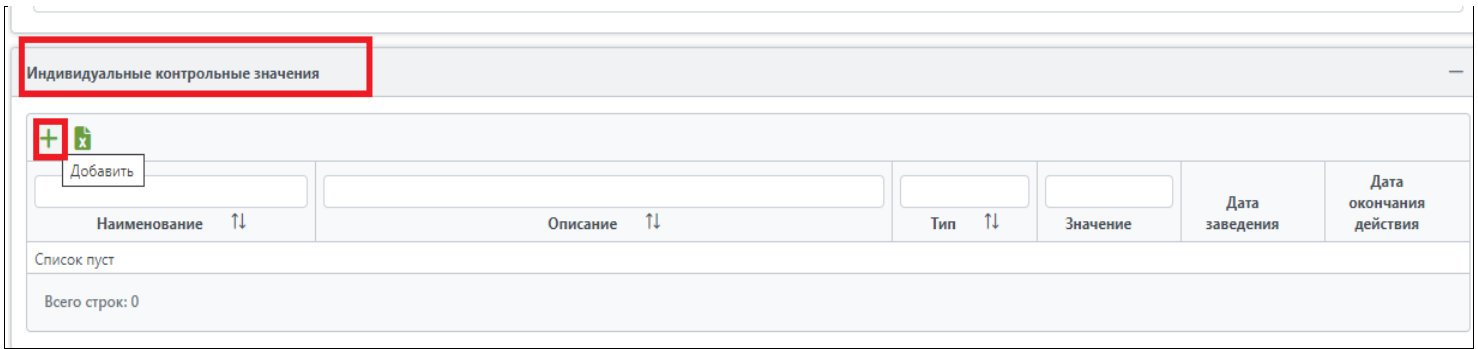 Индивидуальные контрольные значения
Добавить
Наименование
Описание
Тип
Значение
Дата
заведения
Дата
окончания
действия
Список пуст
Всего строк: 0